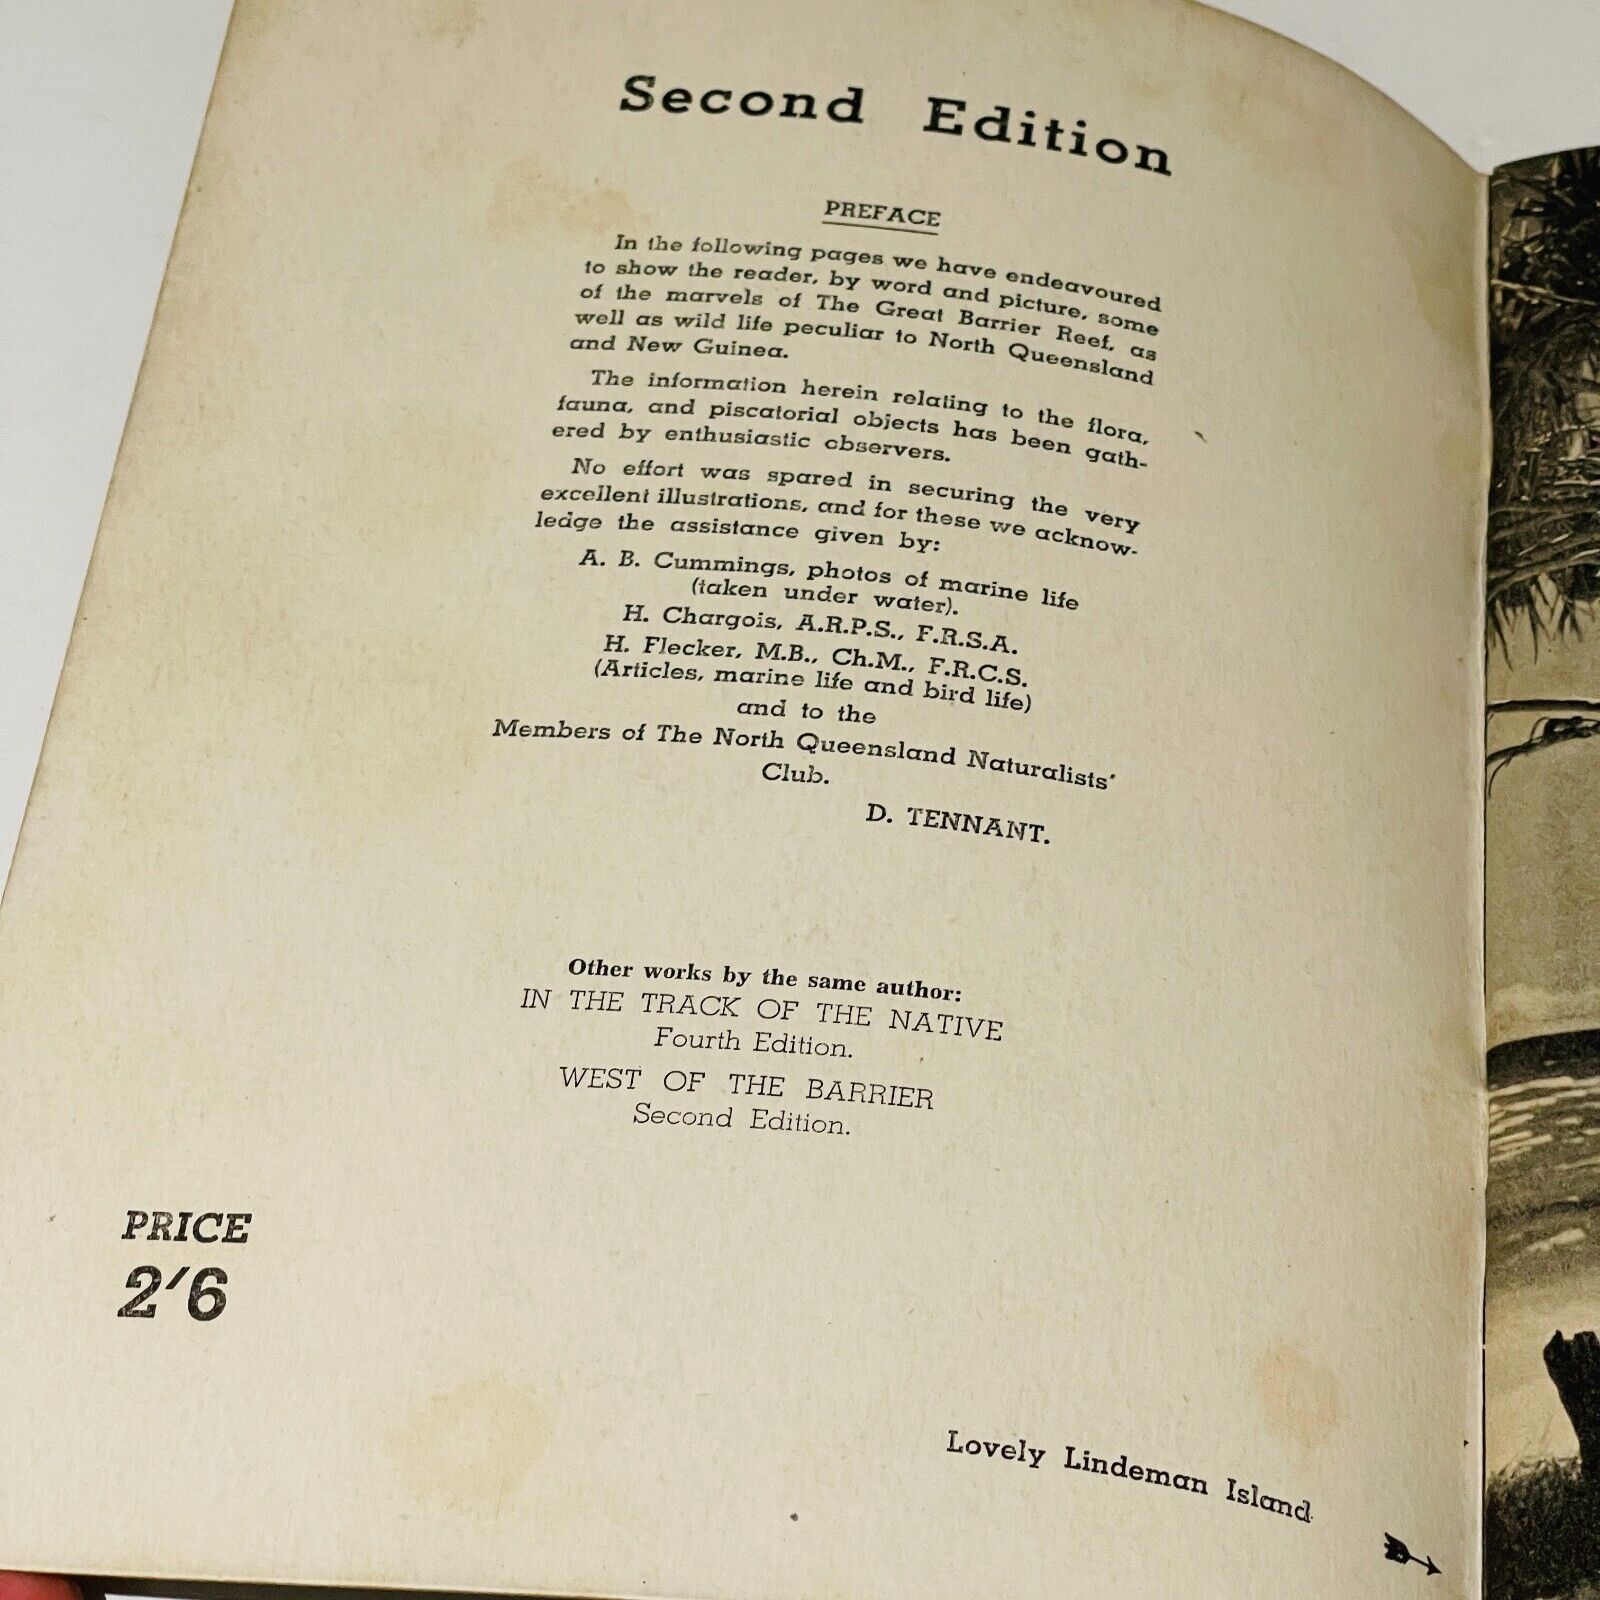 Second Edition
PREFACE
In the following pages we have endeavoured
to show the reader, by word and picture, some
of the marvels of The Great Barrier Reef, as
well as wild life peculiar to North Queensland
and New Guinea.
The information herein relating to the flora,
fauna, and piscatorial objects has been gath-
ered by enthusiastic observers.
No effort was spared in securing the very
excellent illustrations, and for these we acknow-
ledge the assistance given by:
A. B. Cummings, photos of marine life
(taken under water).
H. Chargois, A.R.P.S., F.R.S.A.
H. Flecker, M.B., Ch.M., F.R.C.S.
(Articles, marine life and bird life)
and to the
Members of The North Queensland Naturalists'
Club.
D. TENNANT.
Other works by the same author:
IN THE TRACK OF THE NATIVE
Fourth Edition.
WEST OF THE BARRIER
Second Edition.
PRICE
2'6
Lovely Lindeman Island